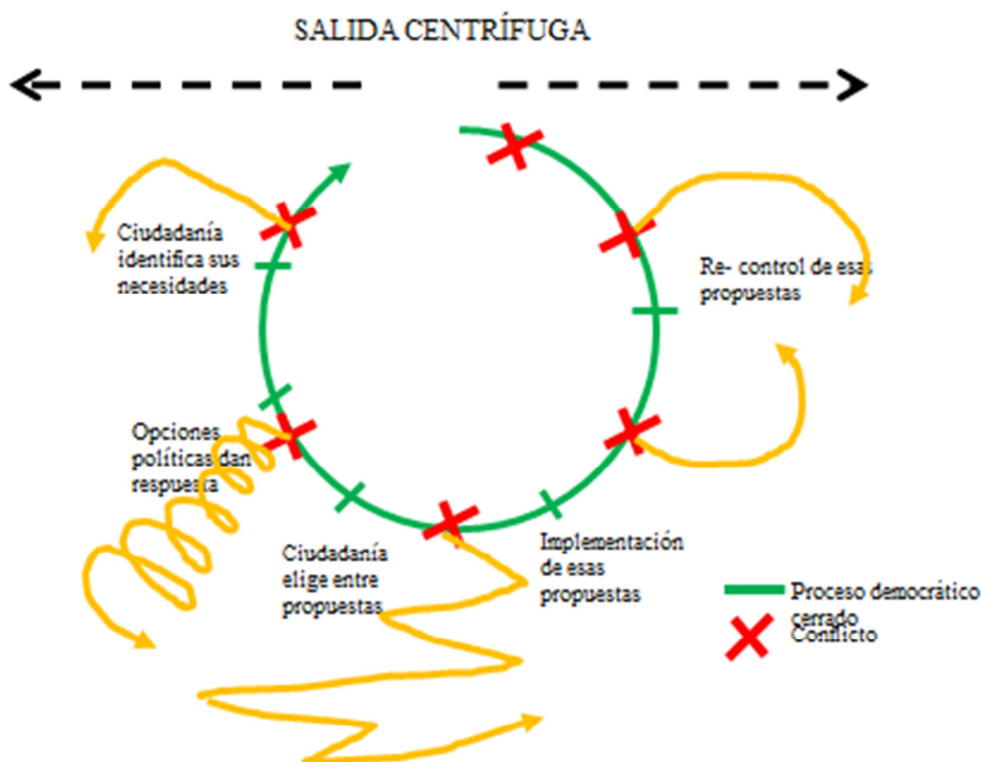 SALIDA CENTRÍFUGA
Ciudadanía
identifica sus
necesidades
Re- control de esas
propuestas
Opciones
políticas dan
respuesta
Ciudadanía
elige entre
propuestas
Implementación
de esas
propuestas
Proceso democrático
cerrado
Conflicto